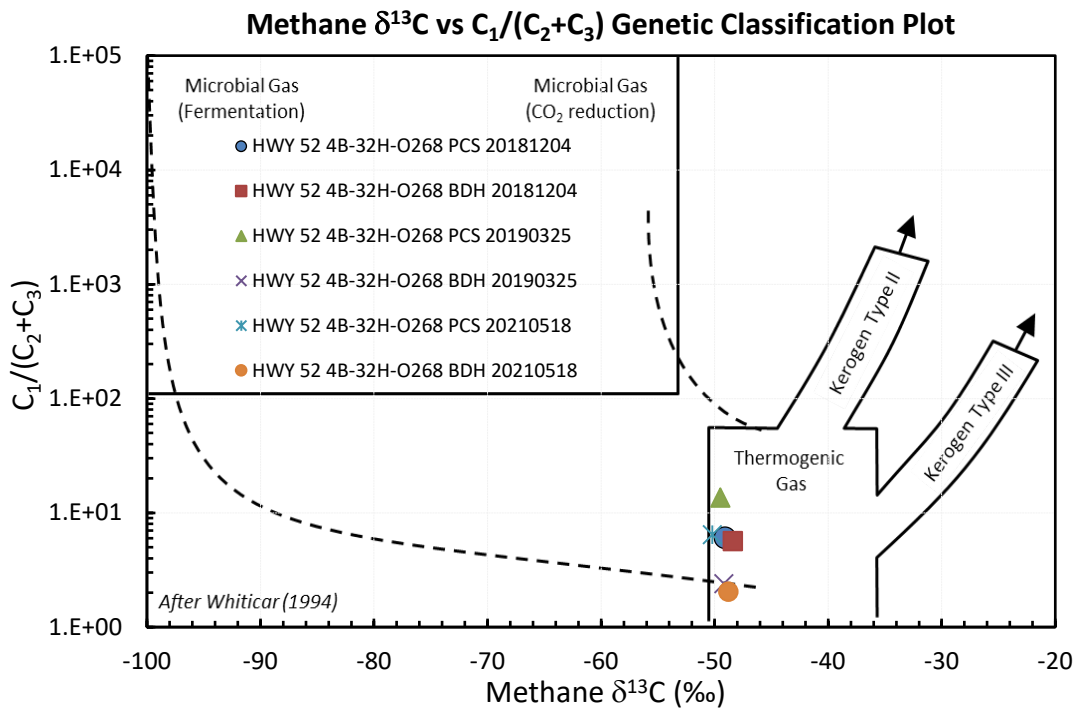 Methane δ¹³C vs C₁/(C₂+C₃) Genetic Classification Plot
1.E+05
1.E+04
1.E+03
1.E+02
1.E+01
1.E+00
C₁/(C₂+C₃)
Microbial Gas
(Fermentation)
Microbial Gas
(CO₂ reduction)
HWY 52 4B-32H-O268 PCS 20181204
HWY 52 4B-32H-O268 BDH 20181204
HWY 52 4B-32H-O268 PCS 20190325
HWY 52 4B-32H-O268 BDH 20190325
HWY 52 4B-32H-O268 PCS 20210518
HWY 52 4B-32H-O268 BDH 20210518
Kerogen Type II
Kerogen Type III
Thermogenic
Gas
After Whiticar (1994)
-100 -90 -80 -70 -60 -50 -40 -30 -20
Methane δ¹³C (‰)